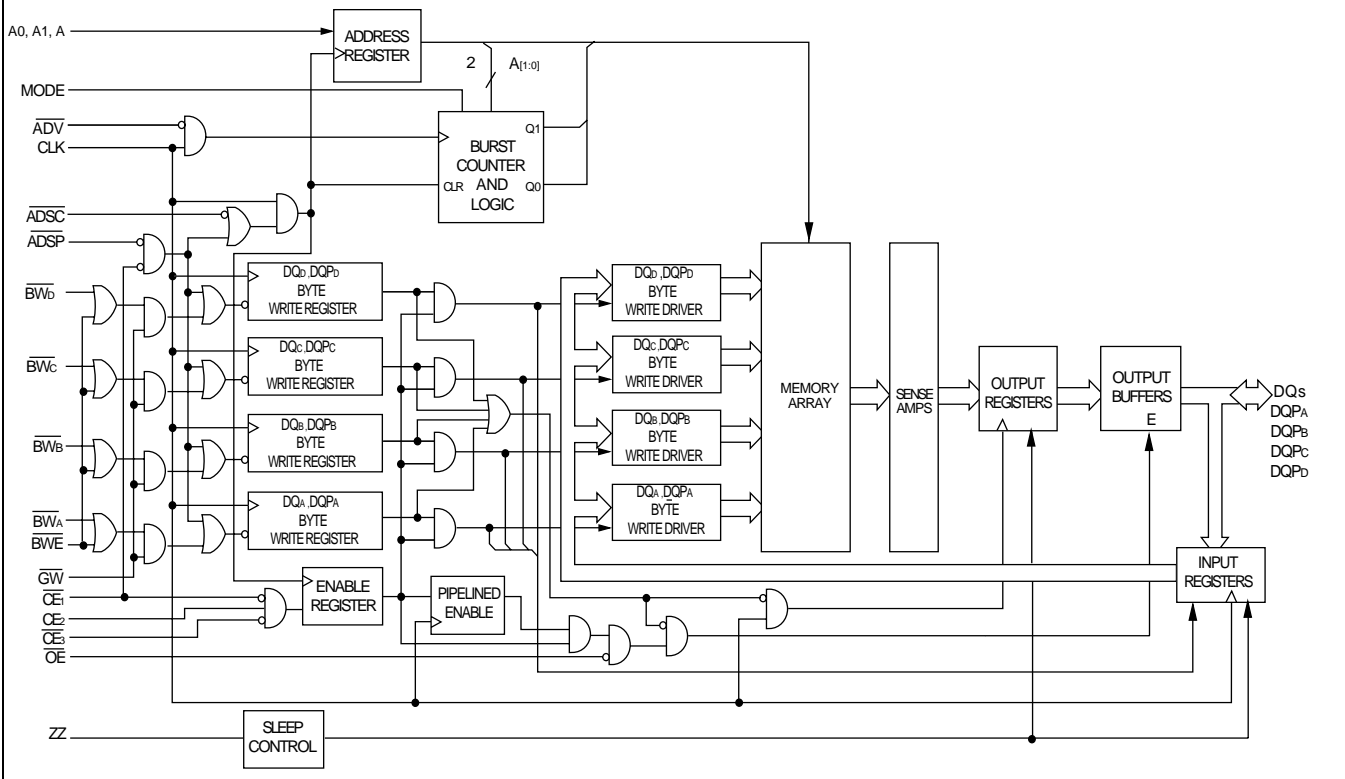 A0, A1, A
ADDRESS
REGISTER
2
A[1:0]
MODE
ADV
CLK
BURST
COUNTER
AND
LOGIC
Q1
CLR
Q0
ADSC
ADSP
BWD
BWC
BWB
BWA
BWE
GW
CE1
CE2
CE3
OE
ZZ
DQD ,DQPD
BYTE
WRITE REGISTER
DQC ,DQPC
BYTE
WRITE REGISTER
DQB ,DQPB
BYTE
WRITE REGISTER
DQA ,DQPA
BYTE
WRITE REGISTER
ENABLE
REGISTER
PIPELINED
ENABLE
SLEEP
CONTROL
DQD ,DQPD
BYTE
WRITE DRIVER
DQC ,DQPC
BYTE
WRITE DRIVER
DQB ,DQPB
BYTE
WRITE DRIVER
DQA ,DQPA
BYTE
WRITE DRIVER
MEMORY
ARRAY
SENSE
AMPS
OUTPUT
REGISTERS
OUTPUT
BUFFERS
E
DQs
DQPA
DQPB
DQPC
DQPD
INPUT
REGISTERS